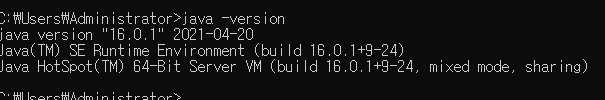 C:₩Users₩Administrator>java -version
java version "16.0.1" 2021-04-20
Java(TM) SE Runtime Environment (build 16.0.1+9-24)
Java HotSpot(TM) 64-Bit Server VM (build 16.0.1+9-24, mixed mode, sharing)
C:₩Users₩Administrator>